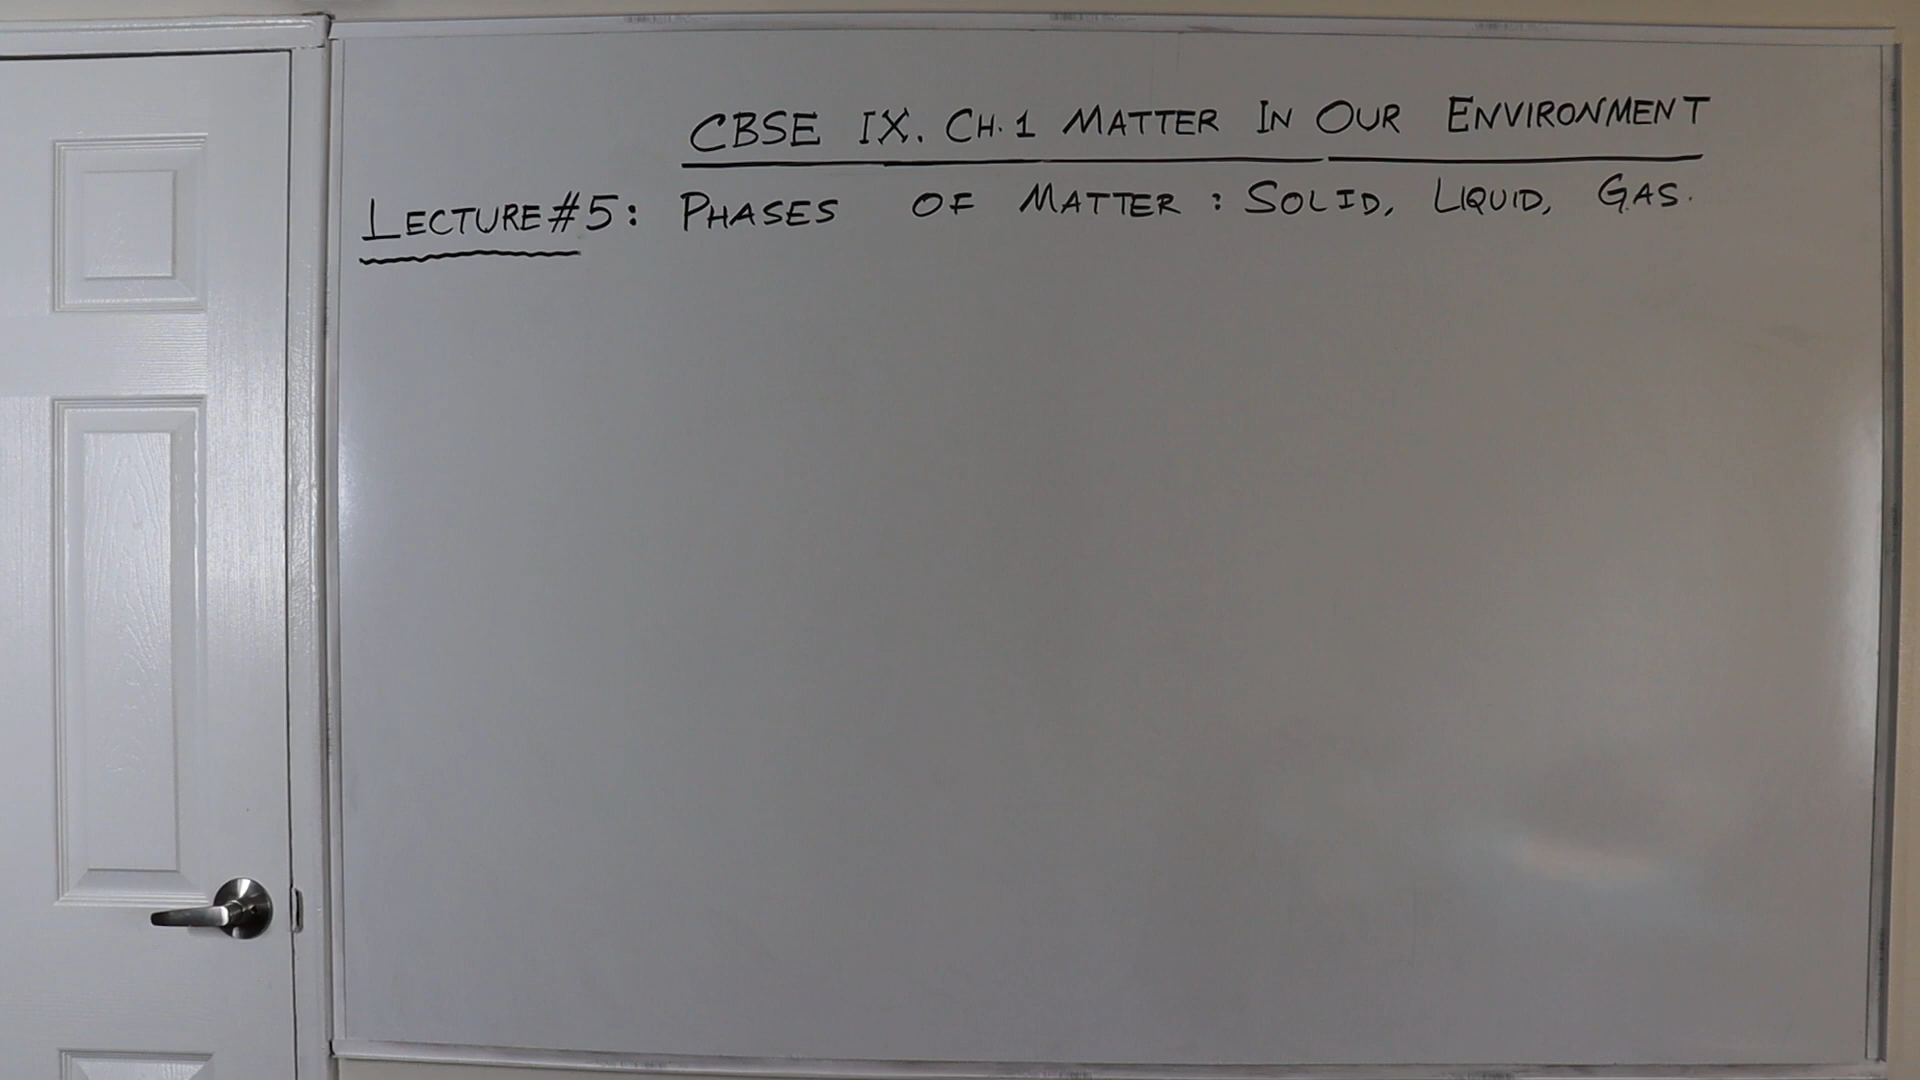 CBSE IX. CH. 1 MATTER IN OUR ENVIRONMENT
LECTURE #5: PHASES OF MATTER : SOLID, LIQUID, GAS.